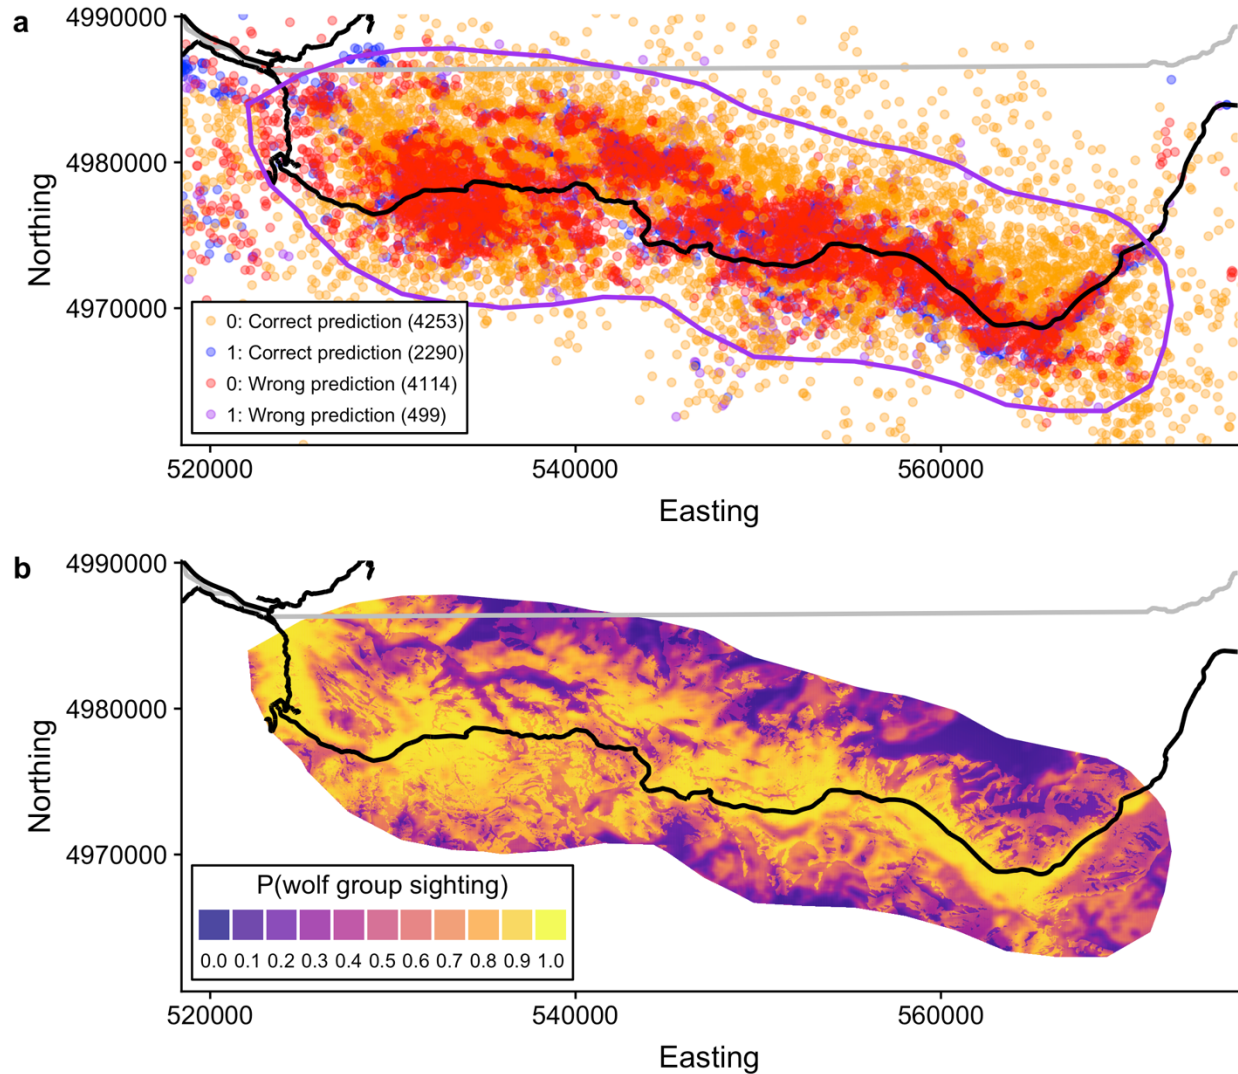 a
4990000
4980000
4970000
Northing
0: Correct prediction (4253)
1: Correct prediction (2290)
0: Wrong prediction (4114)
1: Wrong prediction (499)
520000 540000 560000
Easting
b
4990000
4980000
4970000
Northing
P(wolf group sighting)
0.0 0.1 0.2 0.3 0.4 0.5 0.6 0.7 0.8 0.9 1.0
520000 540000 560000
Easting